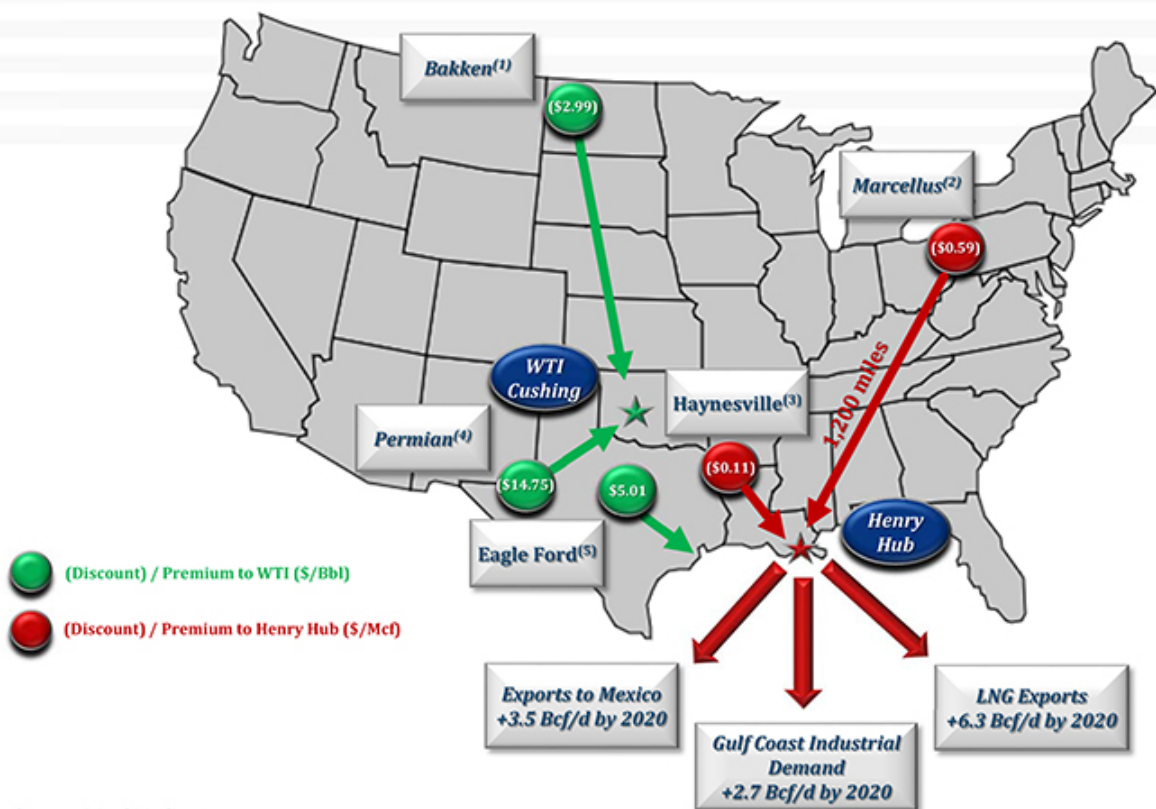 Bakken(1)
($2.99)
Marcellus(2)
($0.59)
WTI
Cushing
Haynesville(3)
1,200 miles
Permian(4)
($0.11)
($14.75)
$5.01
Henry
Hub
Eagle Ford(5)
(Discount) / Premium to WTI ($/Bbl)
(Discount) / Premium to Henry Hub ($/Mcf)
Exports to Mexico
+3.5 Bcf/d by 2020
LNG Exports
+6.3 Bcf/d by 2020
Gulf Coast Industrial
Demand
+2.7 Bcf/d by 2020